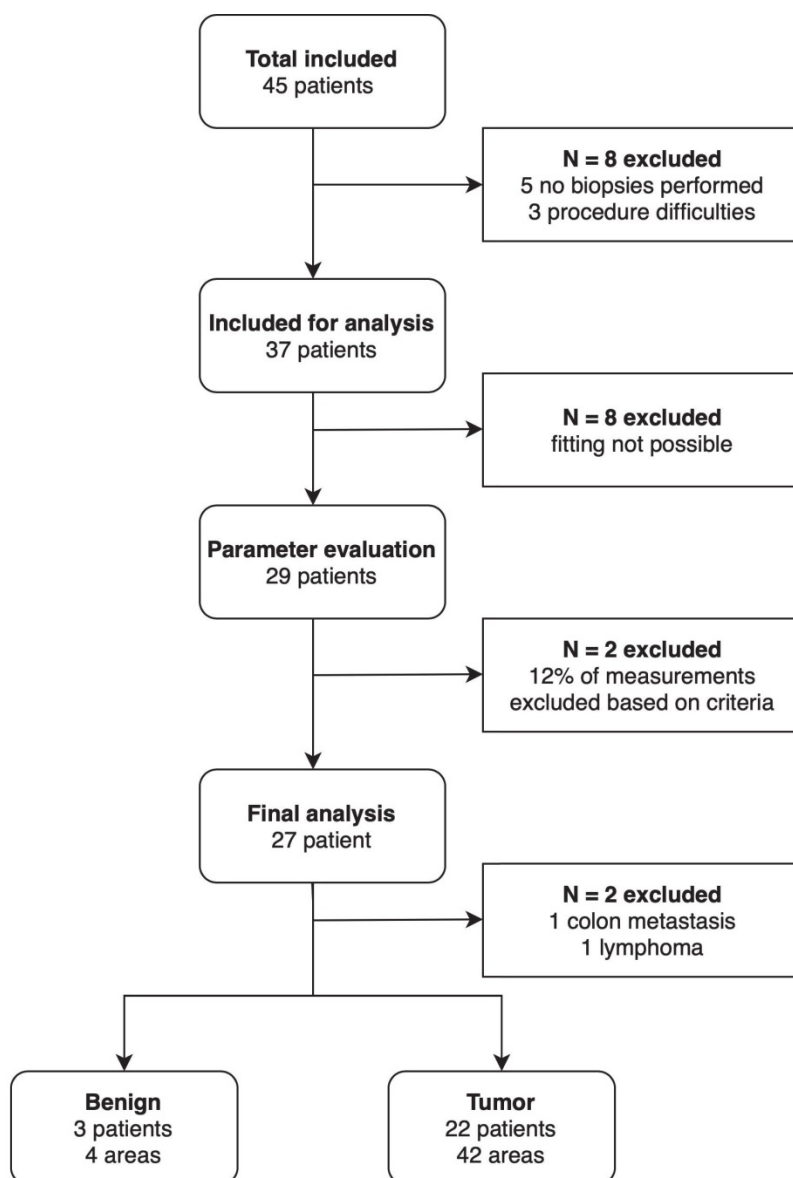 Total included
45 patients
N = 8 excluded
5 no biopsies performed
3 procedure difficulties
Included for analysis
37 patients
N = 8 excluded
fitting not possible
Parameter evaluation
29 patients
N = 2 excluded
12% of measurements
excluded based on criteria
Final analysis
27 patient
N = 2 excluded
1 colon metastasis
1 lymphoma
Benign
3 patients
4 areas
Tumor
22 patients
42 areas